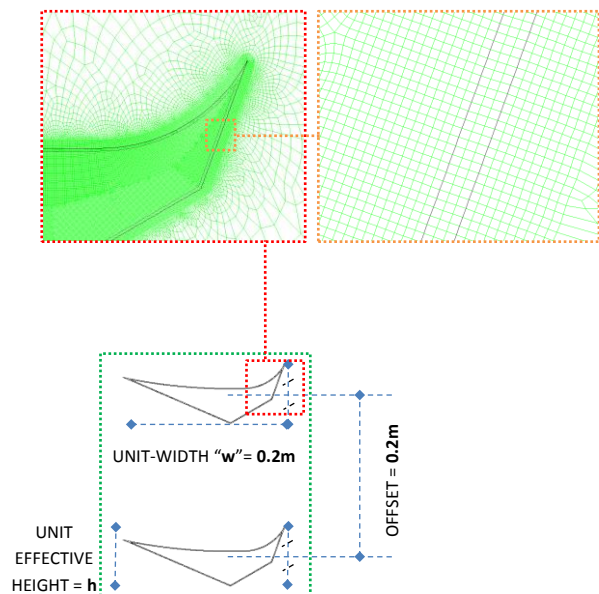 UNIT-WIDTH “w”= 0.2m
OFFSET = 0.2m
UNIT
EFFECTIVE
HEIGHT = h